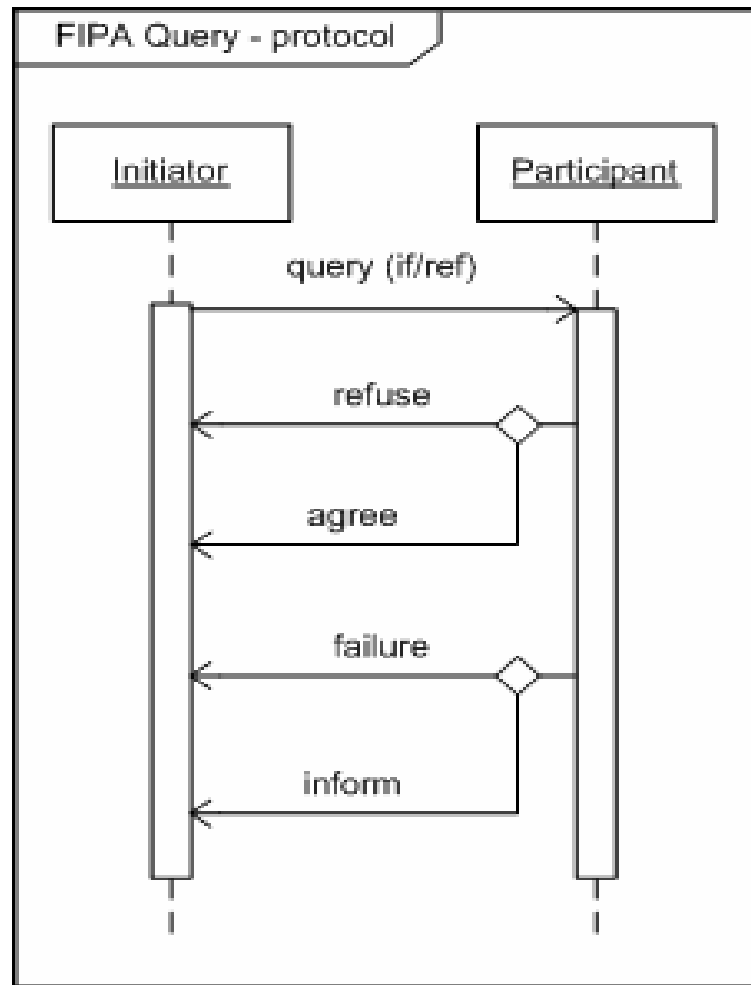 FIPA Query - protocol
Initiator
Participant
query (if/ref)
refuse
agree
failure
inform